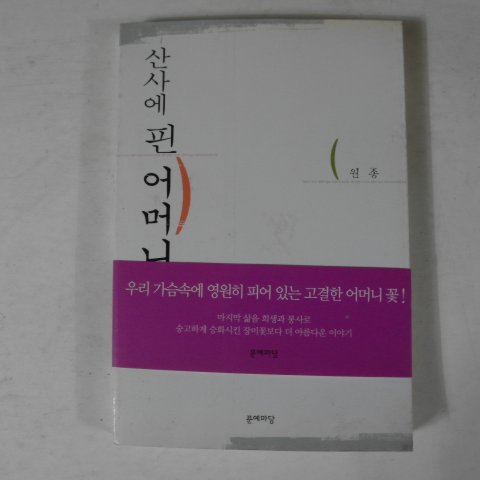 산사에 핀 어머니
원종
우리 가슴속에 영원히 피어 있는 고결한 어머니 꽃!
마지막 삶을 희생과 봉사로
숭고하게 승화시킨 장미꽃보다 더 아름다운 이야기
문예마당
문예마당